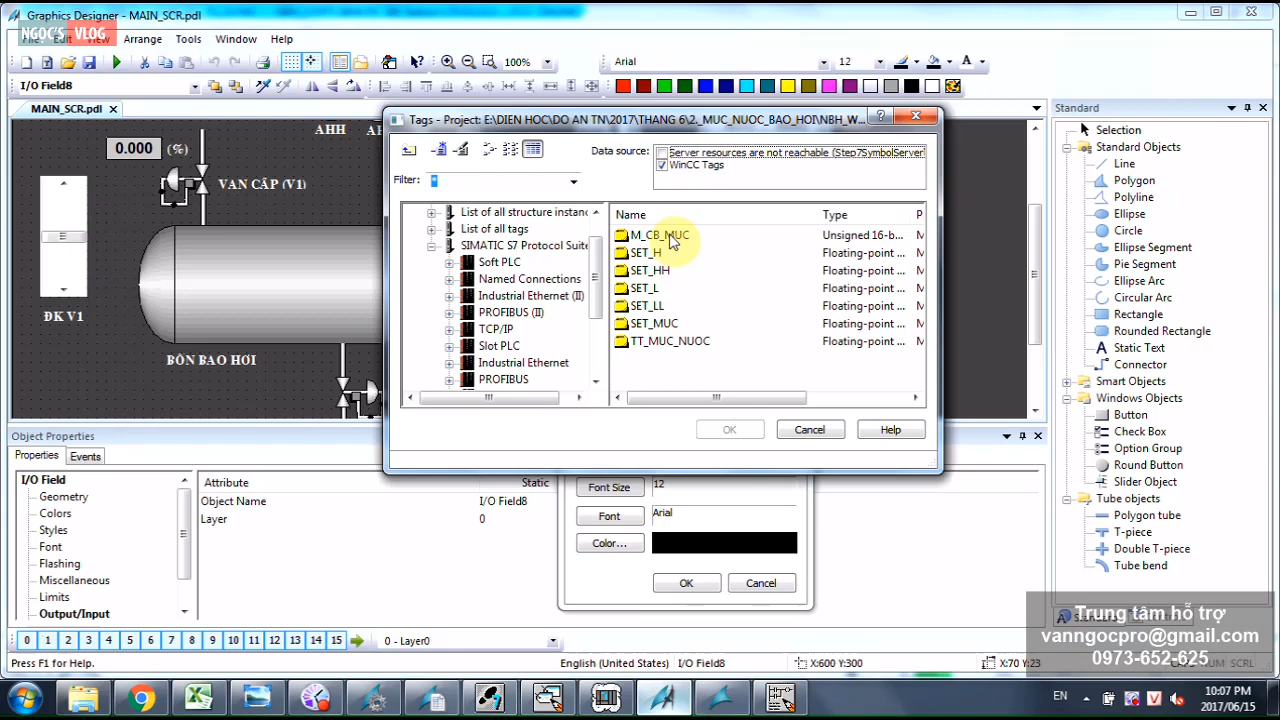 Graphics Designer - MAIN_SCR.pdl
NGOC'S VLOG
File Edit View Arrange Tools Window Help
100%
Arial
12
I/O Field8
MAIN_SCR.pdl
AHH
0.000 (%)
VAN CẤP (V1)
ĐK V1
BỒN BAO HƠI
Tags - Project: E:\DIEN HOC\DO AN TN\2017\THANG 6\2._MUC_NUOC_BAO_HOI\NBH_W...
Filter:
*
Data source:
Server resources are not reachable (Step7SymbolServer)
WinCC Tags
List of all structure instanc
List of all tags
SIMATIC S7 Protocol Suite
Soft PLC
Named Connections
Industrial Ethernet (II)
PROFIBUS (II)
TCP/IP
Slot PLC
Industrial Ethernet
PROFIBUS
Name Type P
M_CB_MUC Unsigned 16-b... M
SET_H Floating-point ... M
SET_HH Floating-point ... M
SET_L Floating-point ... M
SET_LL Floating-point ... M
SET_MUC Floating-point ... M
TT_MUC_NUOC Floating-point ... M
OK Cancel Help
Font Size 12
Font Arial
Color...
OK Cancel
Object Properties
Properties Events
I/O Field
Geometry
Colors
Styles
Font
Flashing
Miscellaneous
Limits
Output/Input
Attribute Static
Object Name I/O Field8
Layer 0
Standard
Selection
Standard Objects
Line
Polygon
Polyline
Ellipse
Circle
Ellipse Segment
Pie Segment
Ellipse Arc
Circular Arc
Rectangle
Rounded Rectangle
Static Text
Connector
Smart Objects
Windows Objects
Button
Check Box
Option Group
Round Button
Slider Object
Tube objects
Polygon tube
T-piece
Double T-piece
Tube bend
Trung tâm hỗ trợ
vanngocpro@gmail.com
0973-652-625
0 1 2 3 4 5 6 7 8 9 10 11 12 13 14 15
0 - Layer0
Press F1 for Help.
English (United States)
I/O Field8
X:600 Y:300
X:70 Y:23
SCRL
EN
10:07 PM
2017/06/15